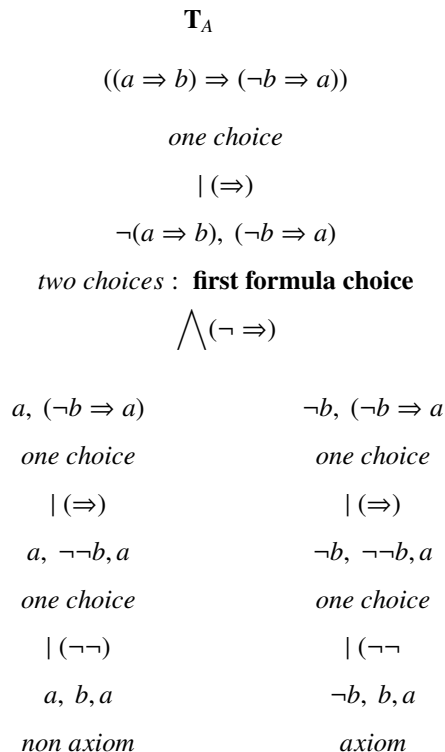 T_A
((a ⇒ b) ⇒ (¬b ⇒ a))
one choice
| (⇒)
¬(a ⇒ b), (¬b ⇒ a)
two choices : first formula choice
⋀(¬ ⇒)
a, (¬b ⇒ a) ¬b, (¬b ⇒ a
one choice one choice
| (⇒) | (⇒)
a, ¬¬b, a ¬b, ¬¬b, a
one choice one choice
| (¬¬) | (¬¬
a, b, a ¬b, b, a
non axiom axiom